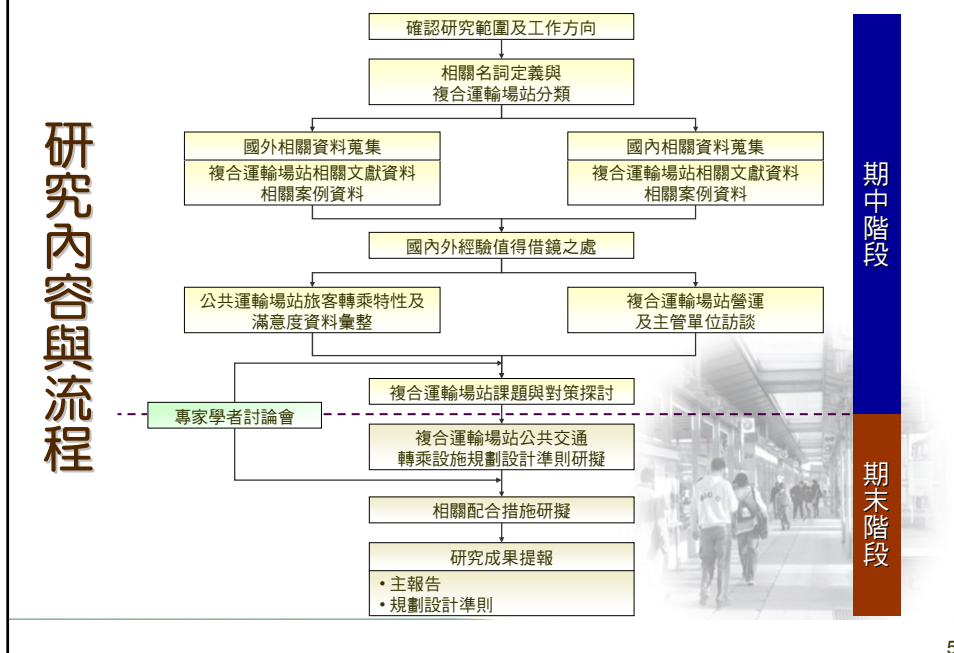 研究內容與流程
確認研究範圍及工作方向
相關名詞定義與
複合運輸場站分類
國外相關資料蒐集
複合運輸場站相關文獻資料
相關案例資料
國內相關資料蒐集
複合運輸場站相關文獻資料
相關案例資料
國內外經驗值得借鏡之處
公共運輸場站旅客轉乘特性及
滿意度資料彙整
複合運輸場站營運
及主管單位訪談
複合運輸場站課題與對策探討
專家學者討論會
複合運輸場站公共交通
轉乘設施規劃設計準則研擬
相關配合措施研擬
研究成果提報
• 主報告
• 規劃設計準則
期中階段
期末階段
5